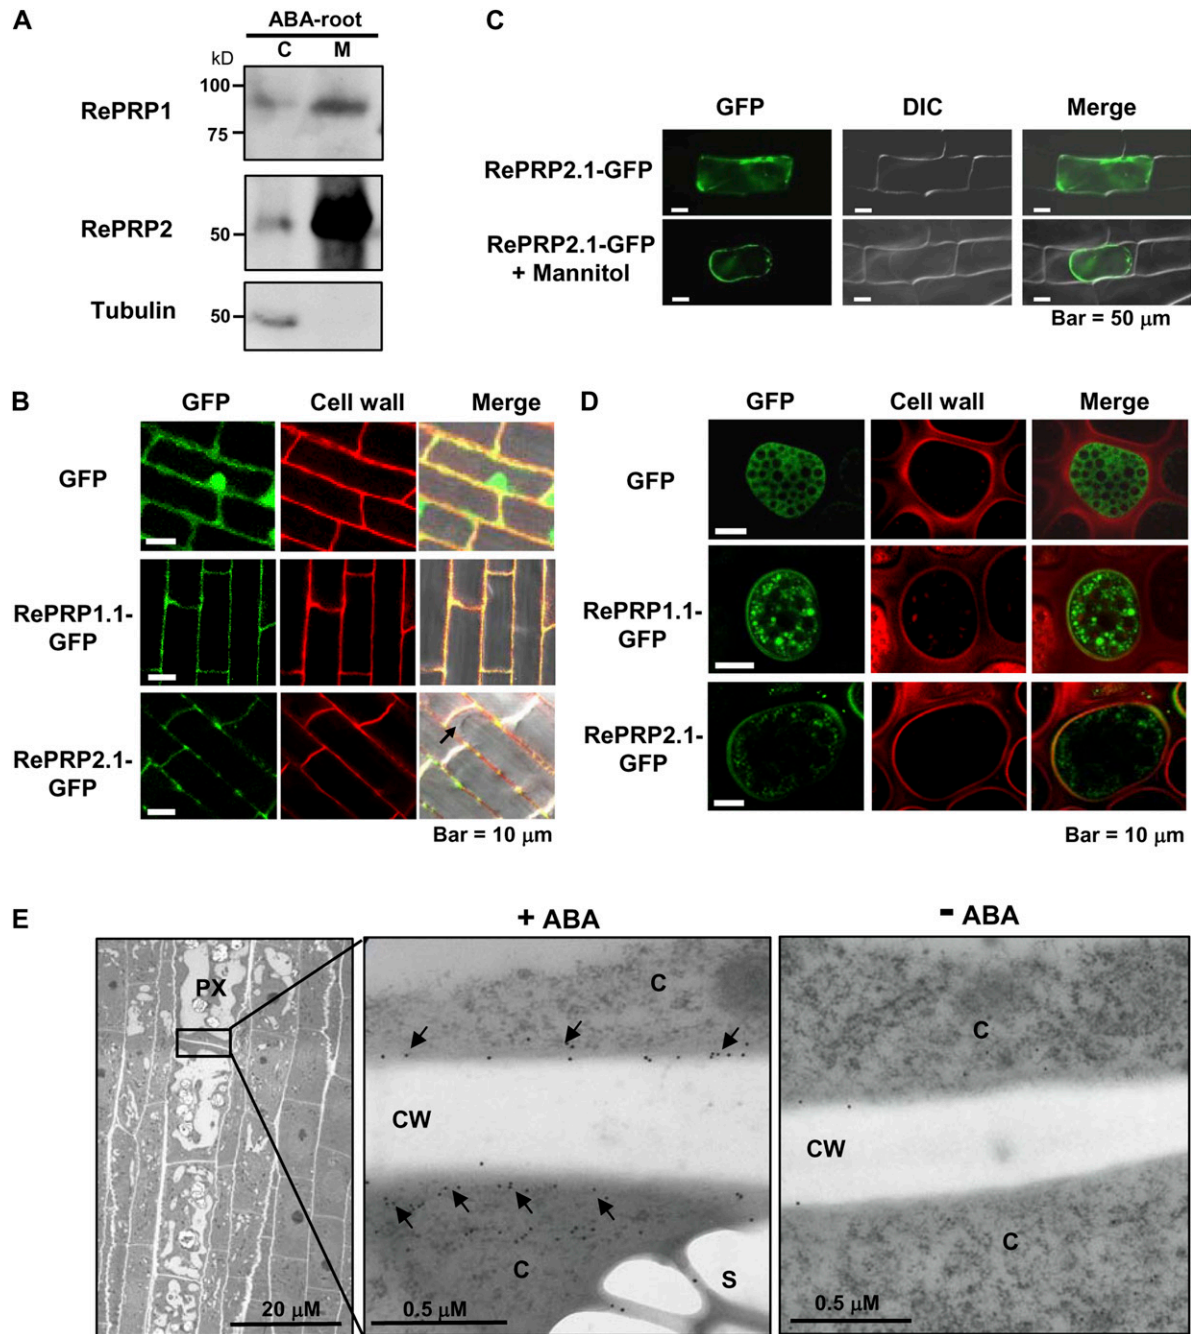 A
ABA-root
kD
C
M
RePRP1
100
75
RePRP2
50
Tubulin
50
C
GFP
DIC
Merge
RePRP2.1-GFP
RePRP2.1-GFP
+ Mannitol
Bar = 50 μm
B
GFP
Cell wall
Merge
GFP
RePRP1.1-
GFP
RePRP2.1-
GFP
Bar = 10 μm
D
GFP
Cell wall
Merge
GFP
RePRP1.1-
GFP
RePRP2.1-
GFP
Bar = 10 μm
E
+ ABA
- ABA
PX
20 μM
C
CW
C
S
0.5 μM
C
CW
C
0.5 μM